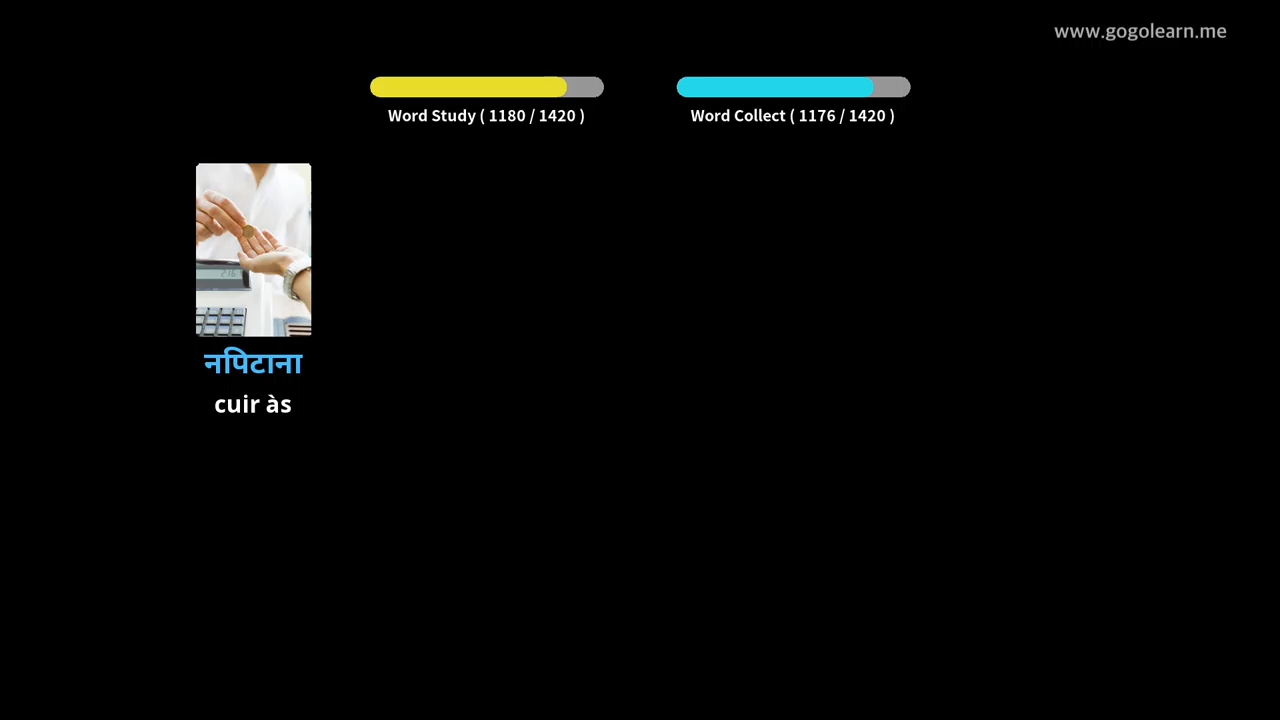 www.gogolearn.me
Word Study ( 1180 / 1420 )
Word Collect ( 1176 / 1420 )
नपिटाना
cuir às